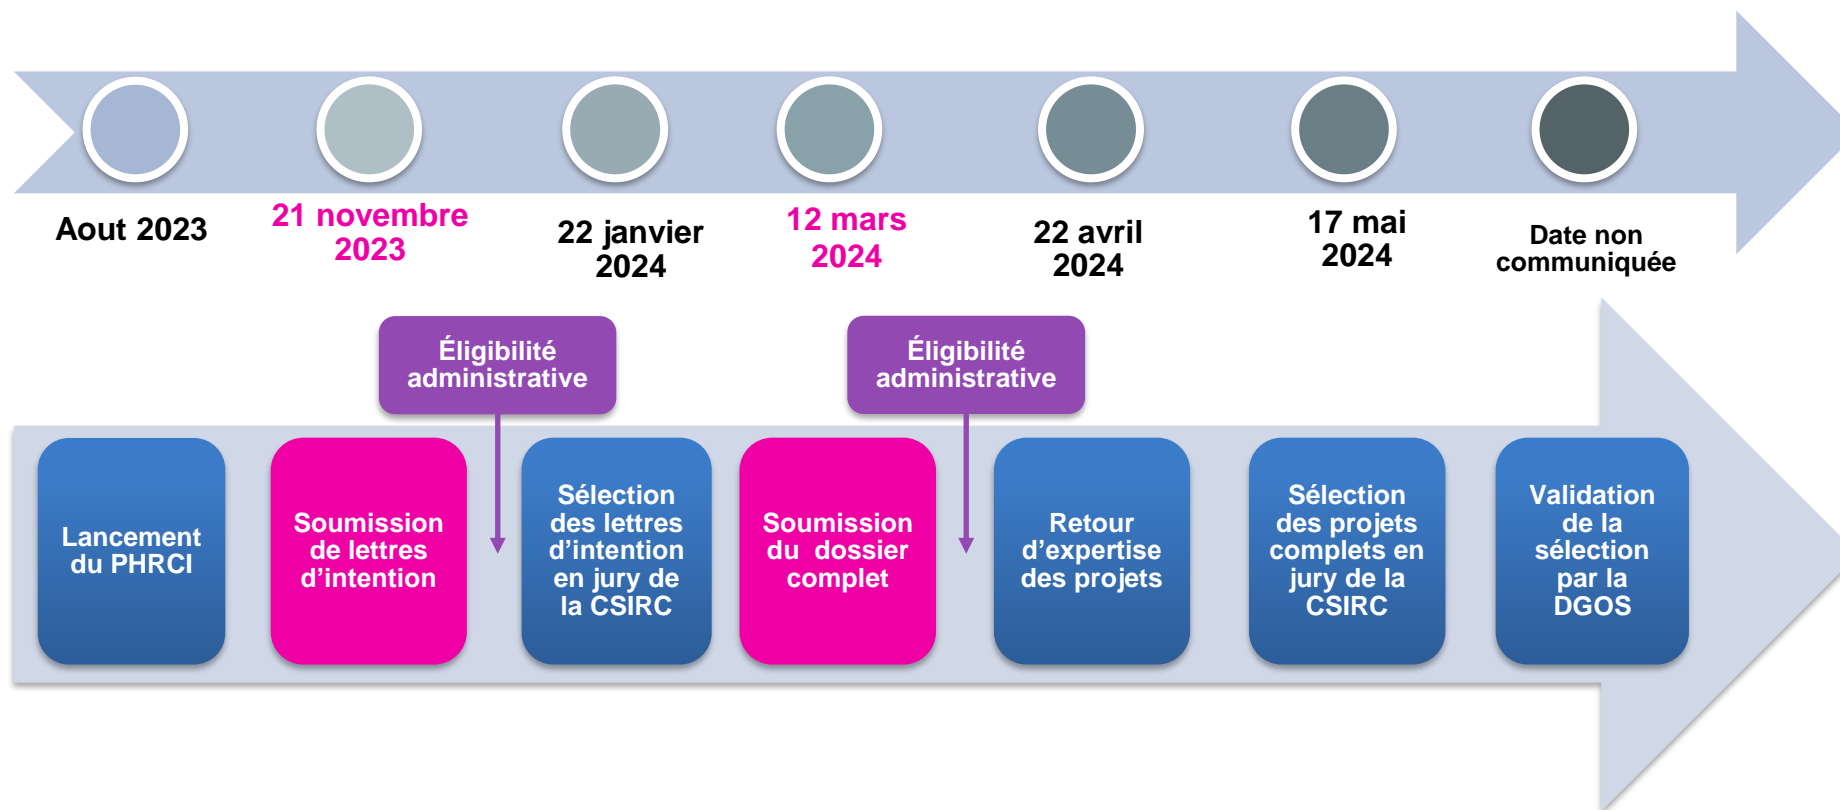 Aout 2023
21 novembre
2023
22 janvier
2024
12 mars
2024
22 avril
2024
17 mai
2024
Date non
communiquée
Éligibilité
administrative
Éligibilité
administrative
Lancement
du PHRCI
Soumission
de lettres
d’intention
Sélection
des lettres
d’intention
en jury de
la CSIRC
Soumission
du dossier
complet
Retour
d’expertise
des projets
Sélection
des projets
complets en
jury de la
CSIRC
Validation
de la
sélection
par la
DGOS